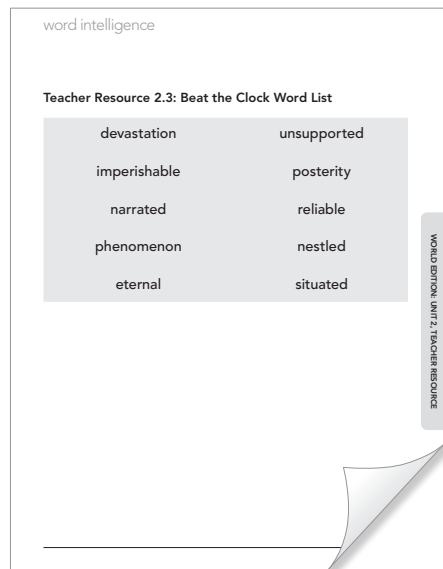 word intelligence
Teacher Resource 2.3: Beat the Clock Word List
devastation unsupported
imperishable posterity
narrated reliable
phenomenon nestled
eternal situated
WORLD EDITION: UNIT 2, TEACHER RESOURCE